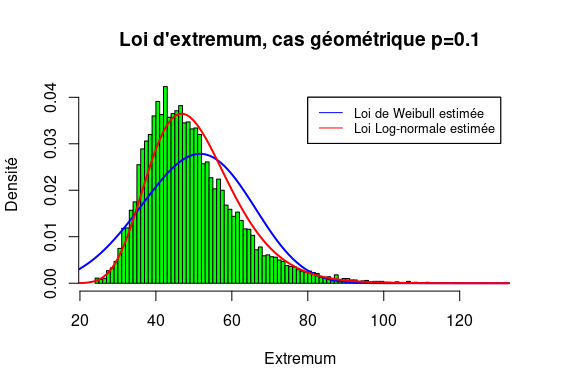 Loi d'extremum, cas géométrique p=0.1
Loi de Weibull estimée
Loi Log-normale estimée
Densité
0.04
0.03
0.02
0.01
0.00
20 40 60 80 100 120
Extremum